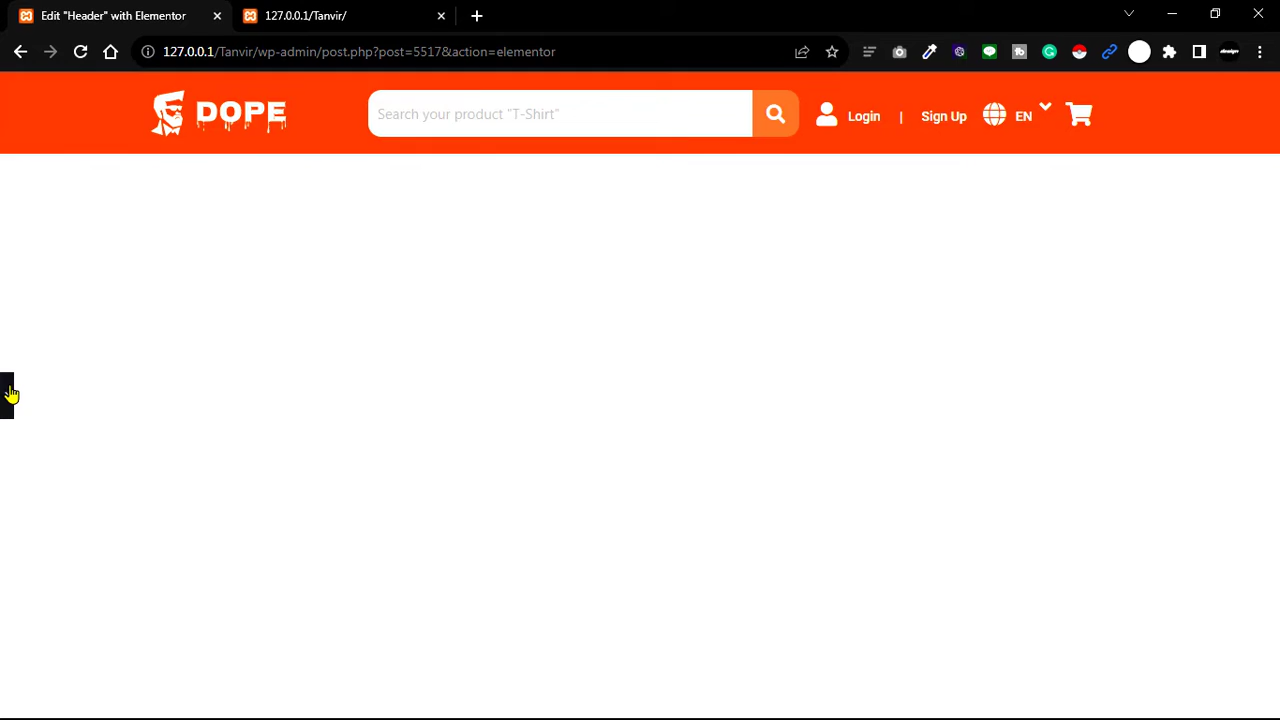 Edit "Header" with Elementor
127.0.0.1/Tanvir/
127.0.0.1/Tanvir/wp-admin/post.php?post=5517&action=elementor
DOPE
Search your product "T-Shirt"
Login | Sign Up
EN